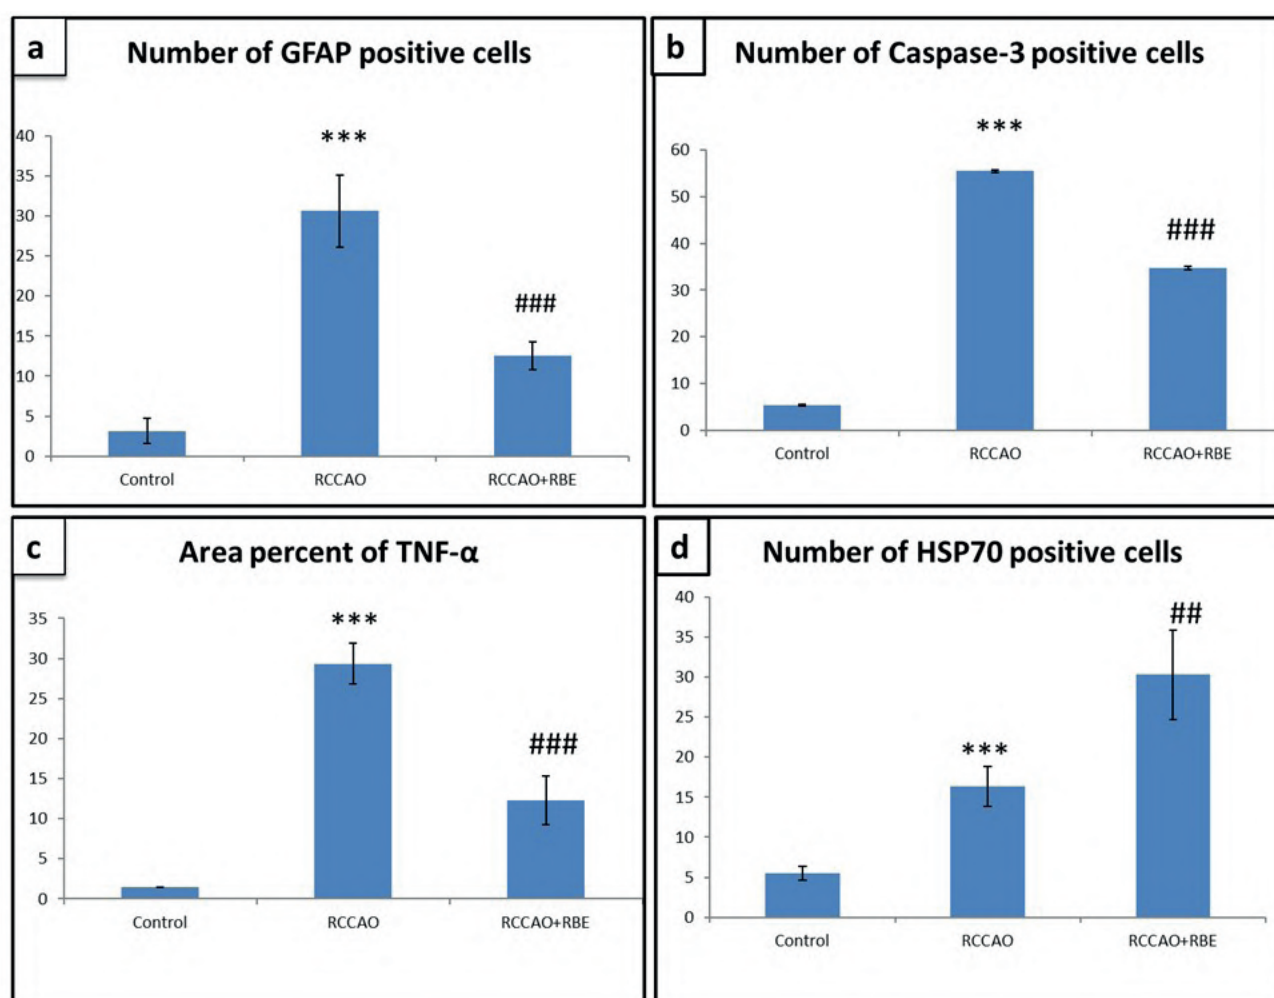 a
Number of GFAP positive cells
40
35
30
25
20
15
10
5
0
***
###
Control
RCCAO
RCCAO+RBE
b
Number of Caspase-3 positive cells
60
50
40
30
20
10
0
***
###
Control
RCCAO
RCCAO+RBE
c
Area percent of TNF-α
35
30
25
20
15
10
5
0
***
###
Control
RCCAO
RCCAO+RBE
d
Number of HSP70 positive cells
40
35
30
25
20
15
10
5
0
***
##
Control
RCCAO
RCCAO+RBE